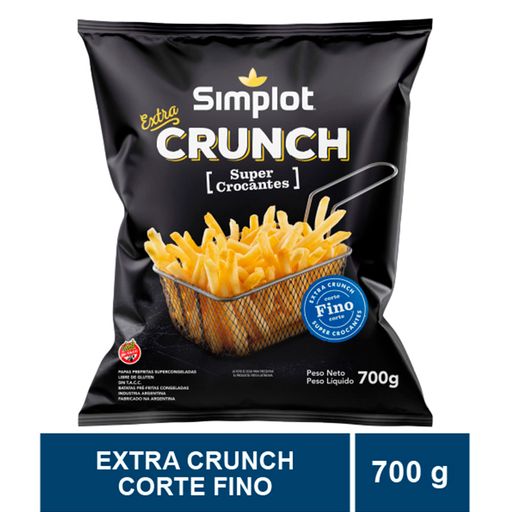 Simplot
Extra
CRUNCH
[ Super
Crocantes ]
EXTRA CRUNCH
corte
Fino
corte
SUPER CROCANTES
PAPAS PREFRITAS SUPERCONGELADAS
LIBRE DE GLUTEN
SIN T.A.C.C.
BATATAS PRÉ-FRITAS CONGELADAS
INDUSTRIA ARGENTINA
FABRICADO NA ARGENTINA
Peso Neto
Peso Líquido 700g
EXTRA CRUNCH
CORTE FINO
700 g